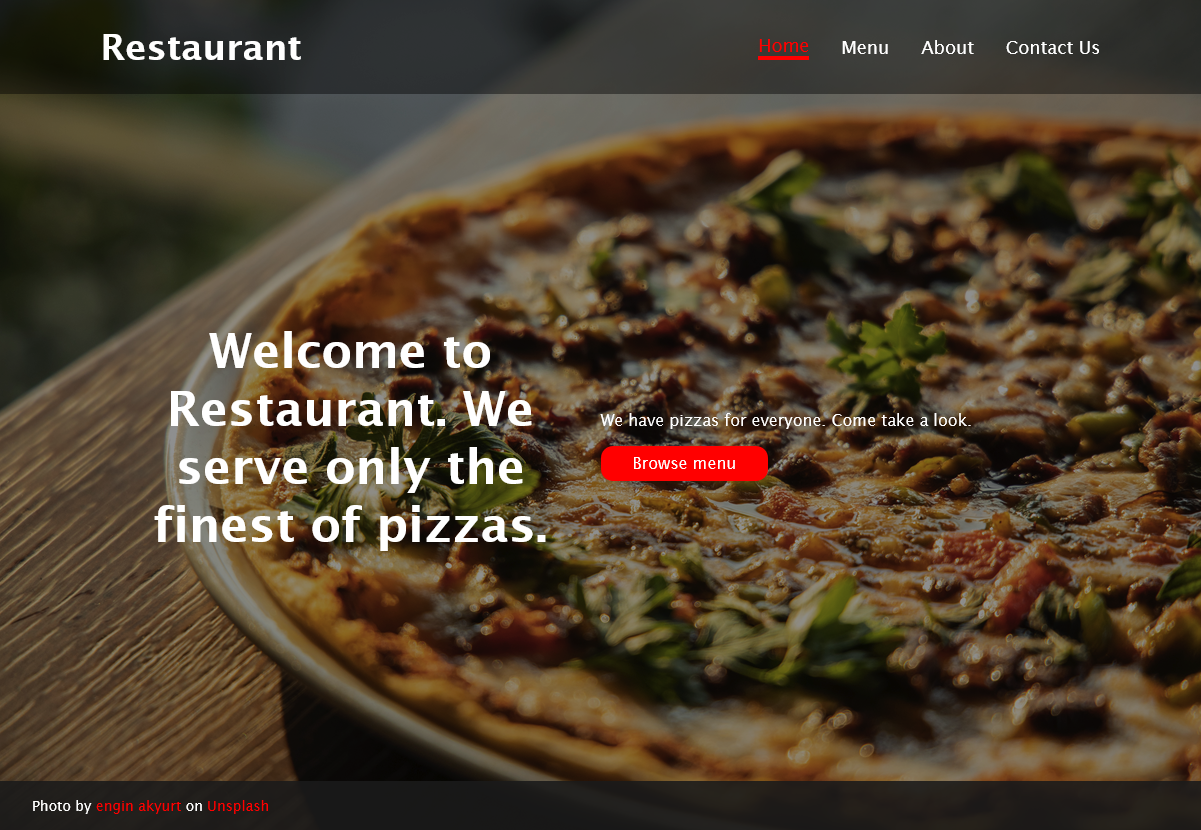 Restaurant
Home Menu About Contact Us
Welcome to
Restaurant. We
serve only the
finest of pizzas.
We have pizzas for everyone. Come take a look.
Browse menu
Photo by engin akyurt on Unsplash